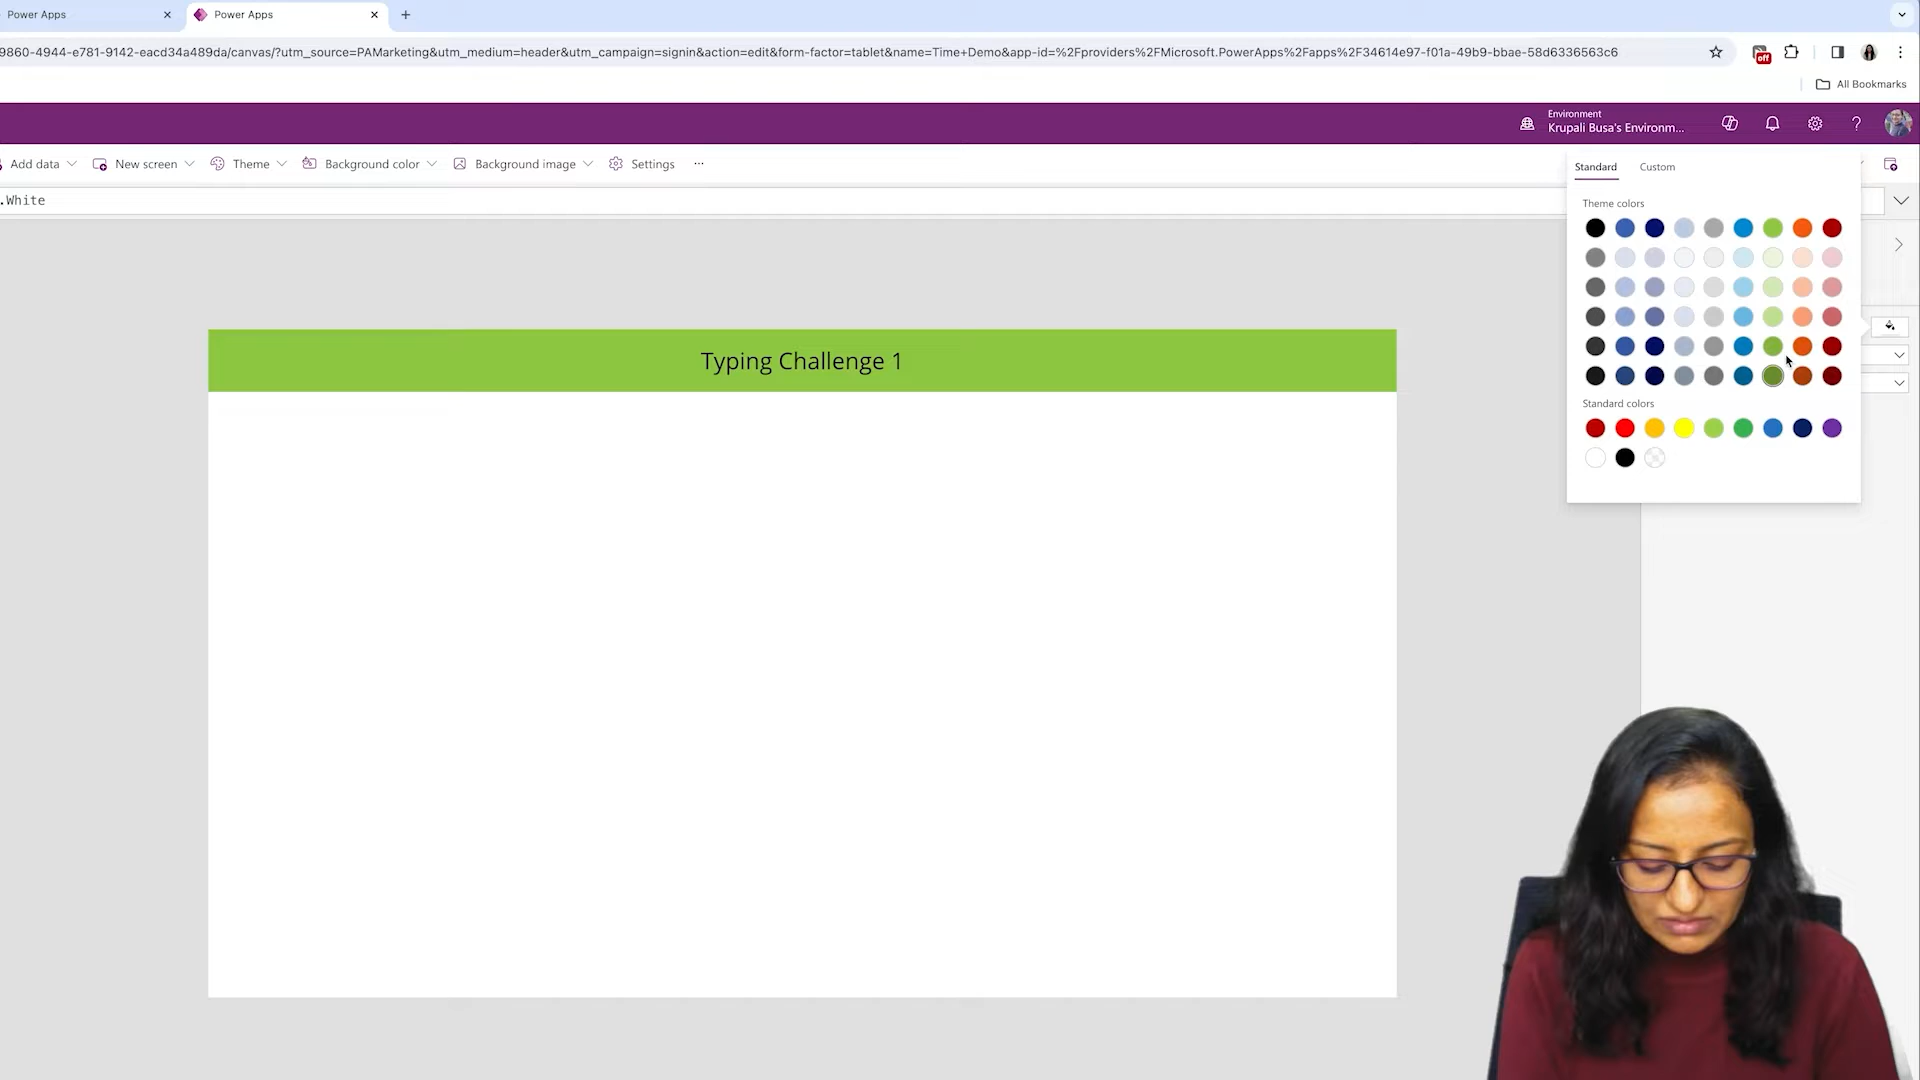 Power Apps
Power Apps
9860-4944-e781-9142-eacd34a489da/canvas/?utm_source=PAMarketing&utm_medium=header&utm_campaign=signin&action=edit&form-factor=tablet&name=Time+Demo&app-id=%2Fproviders%2FMicrosoft.PowerApps%2Fapps%2F34614e97-f01a-49b9-bbae-58d6336563c6
off
All Bookmarks
Environment
Krupali Busa's Environm...
Add data
New screen
Theme
Background color
Background image
Settings
...
Standard
Custom
.White
Theme colors
Typing Challenge 1
Standard colors